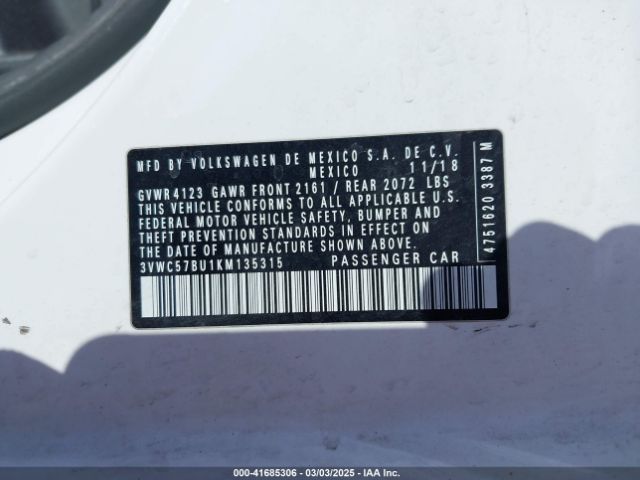 MFD BY VOLKSWAGEN DE MEXICO S.A. DE C.V.
MEXICO 11/18
GVWR 4123 GAWR FRONT 2161 / REAR 2072 LBS
THIS VEHICLE CONFORMS TO ALL APPLICABLE U.S.
FEDERAL MOTOR VEHICLE SAFETY, BUMPER AND
THEFT PREVENTION STANDARDS IN EFFECT ON
THE DATE OF MANUFACTURE SHOWN ABOVE.
3VWC57BU1KM135315 PASSENGER CAR
4751620 3387 M
000-41685306 - 03/03/2025 - IAA Inc.